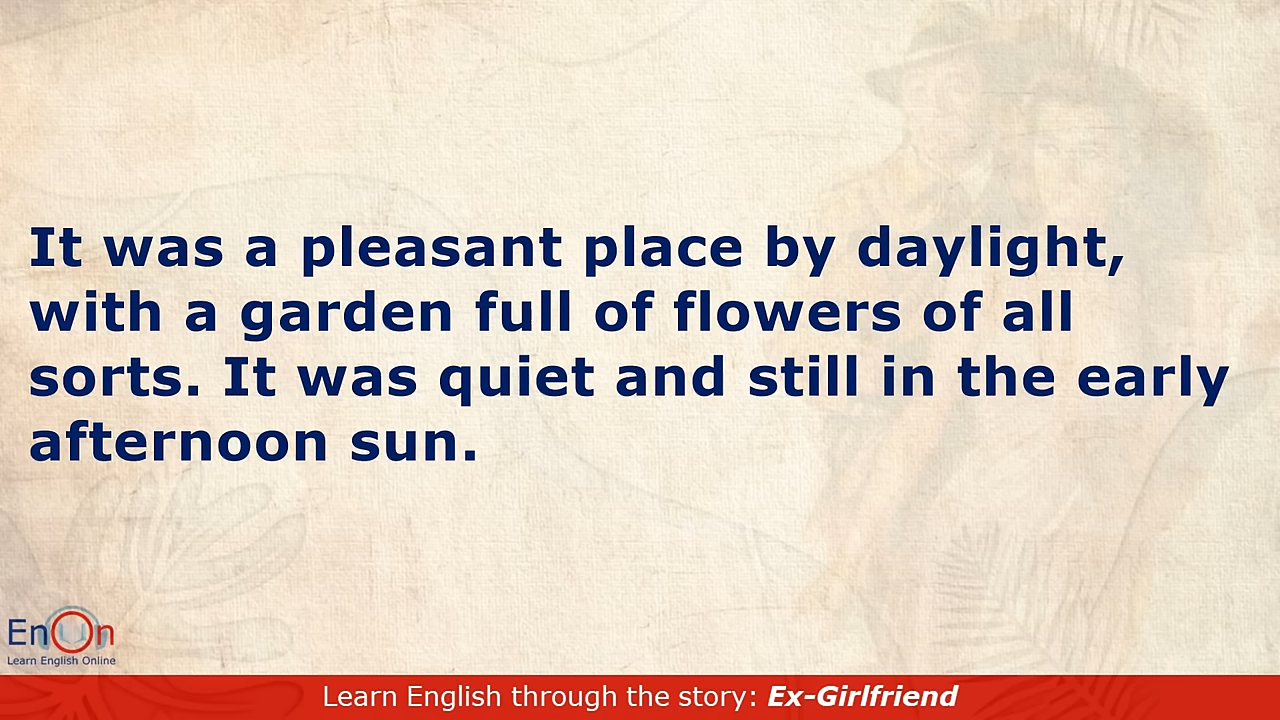 It was a pleasant place by daylight,
with a garden full of flowers of all
sorts. It was quiet and still in the early
afternoon sun.
EnOn
Learn English Online
Learn English through the story: Ex-Girlfriend